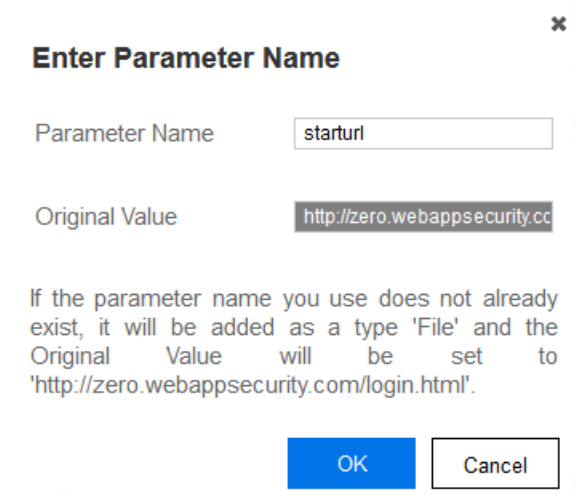 Enter Parameter Name
Parameter Name starturl
Original Value http://zero.webappsecurity.cc
If the parameter name you use does not already
exist, it will be added as a type 'File' and the
Original Value will be set to
'http://zero.webappsecurity.com/login.html'.
OK Cancel